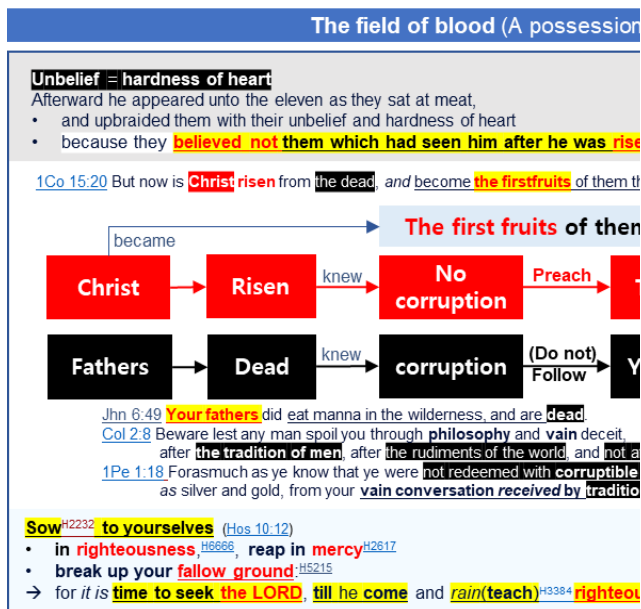 The field of blood (A possession
Unbelief = hardness of heart
Afterward he appeared unto the eleven as they sat at meat,
• and upbraided them with their unbelief and hardness of heart
• because they believed not them which had seen him after he was rise
1Co 15:20 But now is Christ risen from the dead, and become the firstfruits of them th
became
The first fruits of them
Christ
Risen
knew
No corruption
Preach
T
Fathers
Dead
knew
corruption
(Do not) Follow
Y
Jhn 6:49 Your fathers did eat manna in the wilderness, and are dead.
Col 2:8 Beware lest any man spoil you through philosophy and vain deceit,
after the tradition of men, after the rudiments of the world, and not a
1Pe 1:18 Forasmuch as ye know that ye were not redeemed with corruptible
as silver and gold, from your vain conversation received by tradition
Sow H2232 to yourselves (Hos 10:12)
• in righteousness, H6666, reap in mercy H2617
• break up your fallow ground: H5215
→ for it is time to seek the LORD, till he come and rain(teach) H3384 righteou